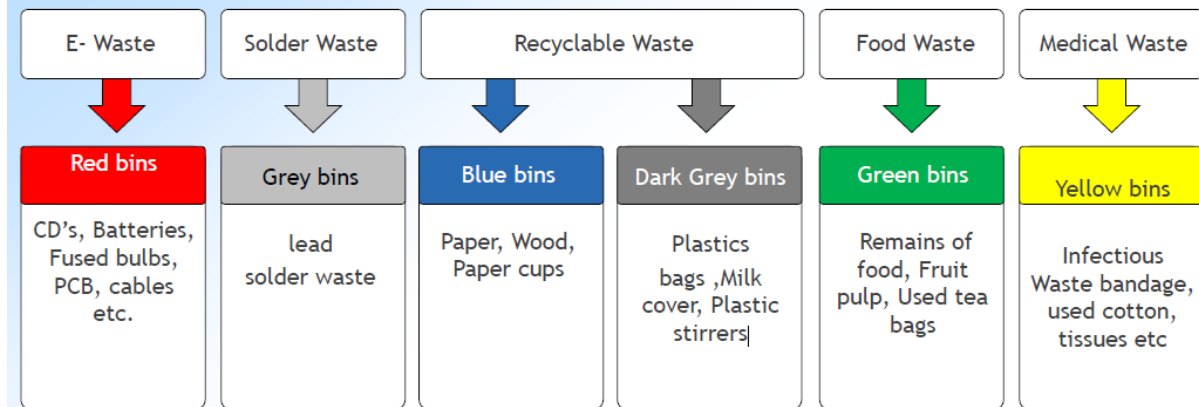 E- Waste
Solder Waste
Recyclable Waste
Food Waste
Medical Waste
Red bins
Grey bins
Blue bins
Dark Grey bins
Green bins
Yellow bins
CD's, Batteries,
Fused bulbs,
PCB, cables
etc.
lead
solder waste
Paper, Wood,
Paper cups
Plastics
bags ,Milk
cover, Plastic
stirrers
Remains of
food, Fruit
pulp, Used tea
bags
Infectious
Waste bandage,
used cotton,
tissues etc